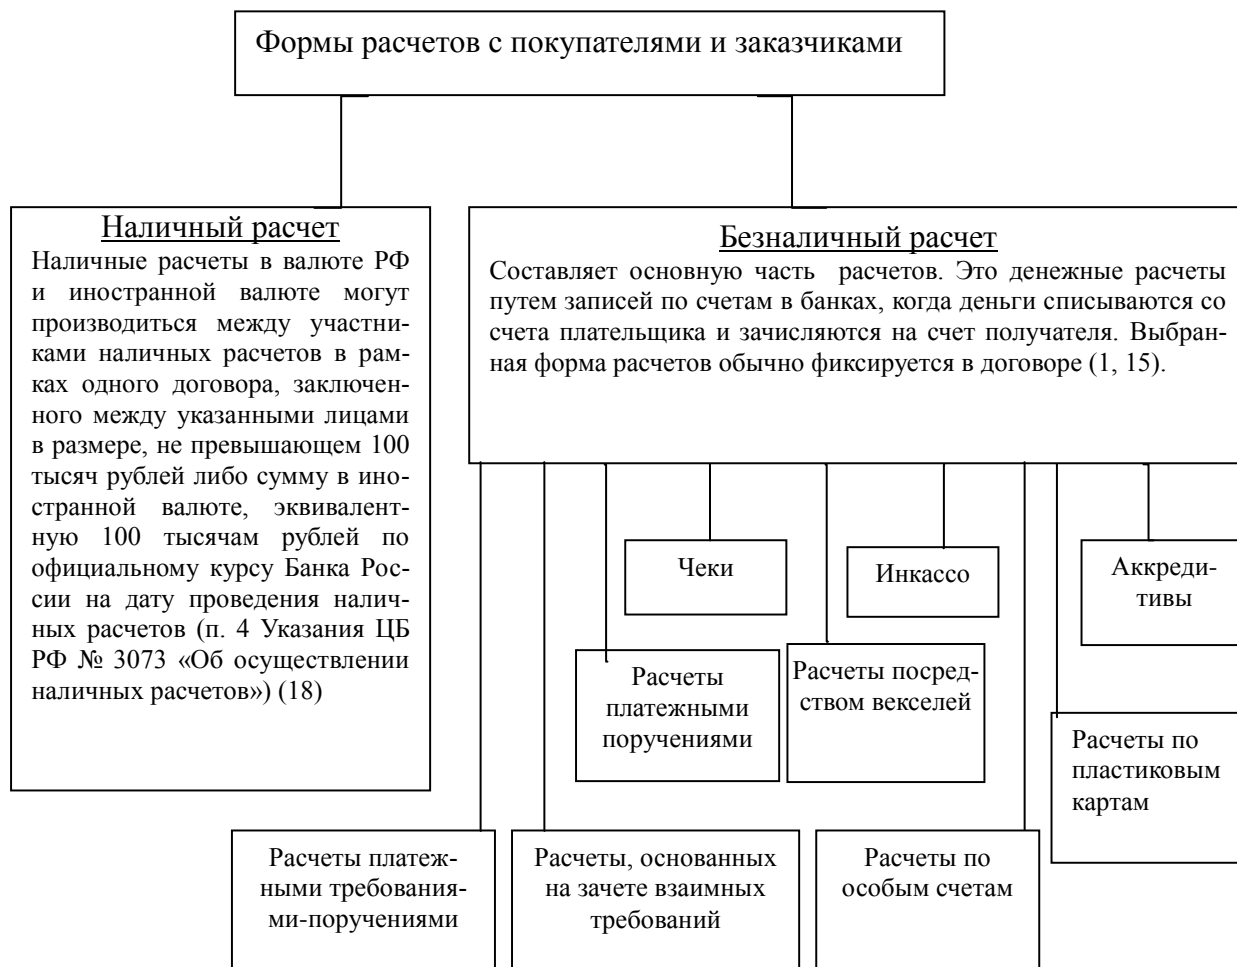 Формы расчетов с покупателями и заказчиками
Наличный расчет
Наличные расчеты в валюте РФ
и иностранной валюте могут
производиться между участни-
ками наличных расчетов в рам-
ках одного договора, заключен-
ного между указанными лицами
в размере, не превышающем 100
тысяч рублей либо сумму в ино-
странной валюте, эквивалент-
ную 100 тысячам рублей по
официальному курсу Банка Рос-
сии на дату проведения налич-
ных расчетов (п. 4 Указания ЦБ
РФ № 3073 «Об осуществлении
наличных расчетов») (18)
Безналичный расчет
Составляет основную часть расчетов. Это денежные расчеты
путем записей по счетам в банках, когда деньги списываются со
счета плательщика и зачисляются на счет получателя. Выбран-
ная форма расчетов обычно фиксируется в договоре (1, 15).
Чеки
Инкассо
Аккреди-
тивы
Расчеты
платежными
поручениями
Расчеты посред-
ством векселей
Расчеты по
пластиковым
картам
Расчеты платеж-
ными требования-
ми-поручениями
Расчеты, основанных
на зачете взаимных
требований
Расчеты по
особым счетам